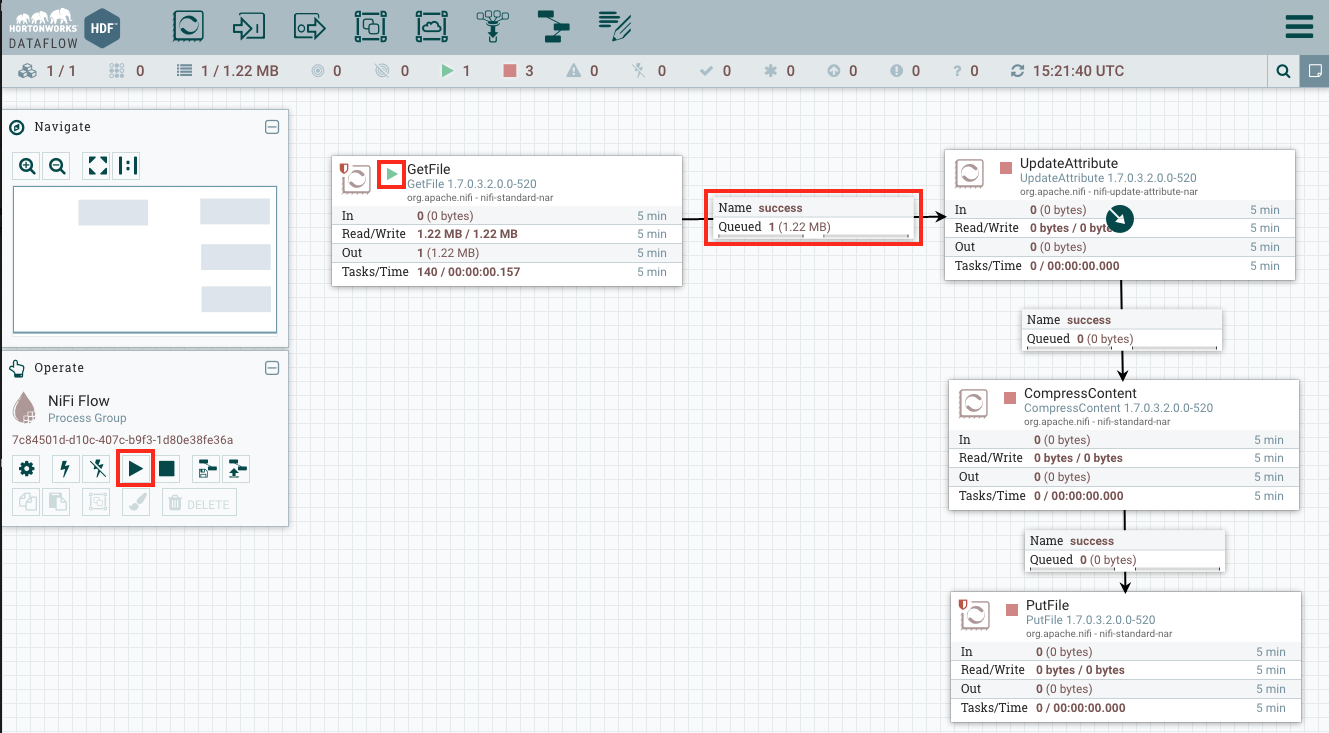 HORTONWORKS
DATAFLOW
HDF
1 / 1 0 1 / 1.22 MB 0 0 1 3 0 0 0 0 0 0 ? 0 15:21:40 UTC
Navigate
Operate
NiFi Flow
Process Group
7c84501d-d10c-407c-b9f3-1d80e38fe36a
DELETE
GetFile
GetFile 1.7.0.3.2.0.0-520
org.apache.nifi - nifi-standard-nar
In 0 (0 bytes) 5 min
Read/Write 1.22 MB / 1.22 MB 5 min
Out 1 (1.22 MB) 5 min
Tasks/Time 140 / 00:00:00.157 5 min
Name success
Queued 1 (1.22 MB)
UpdateAttribute
UpdateAttribute 1.7.0.3.2.0.0-520
org.apache.nifi - nifi-update-attribute-nar
In 0 (0 bytes) 5 min
Read/Write 0 bytes / 0 byte 5 min
Out 0 (0 bytes) 5 min
Tasks/Time 0 / 00:00:00.000 5 min
Name success
Queued 0 (0 bytes)
CompressContent
CompressContent 1.7.0.3.2.0.0-520
org.apache.nifi - nifi-standard-nar
In 0 (0 bytes) 5 min
Read/Write 0 bytes / 0 bytes 5 min
Out 0 (0 bytes) 5 min
Tasks/Time 0 / 00:00:00.000 5 min
Name success
Queued 0 (0 bytes)
PutFile
PutFile 1.7.0.3.2.0.0-520
org.apache.nifi - nifi-standard-nar
In 0 (0 bytes) 5 min
Read/Write 0 bytes / 0 bytes 5 min
Out 0 (0 bytes) 5 min
Tasks/Time 0 / 00:00:00.000 5 min